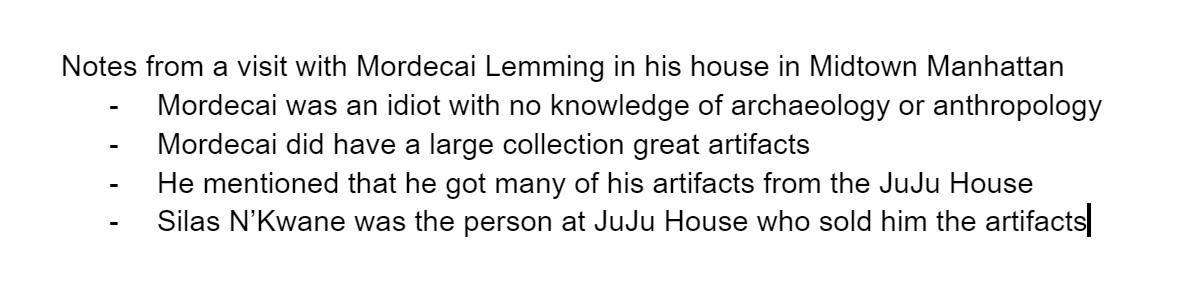 Notes from a visit with Mordecai Lemming in his house in Midtown Manhattan
- Mordecai was an idiot with no knowledge of archaeology or anthropology
- Mordecai did have a large collection great artifacts
- He mentioned that he got many of his artifacts from the JuJu House
- Silas N’Kwane was the person at JuJu House who sold him the artifacts